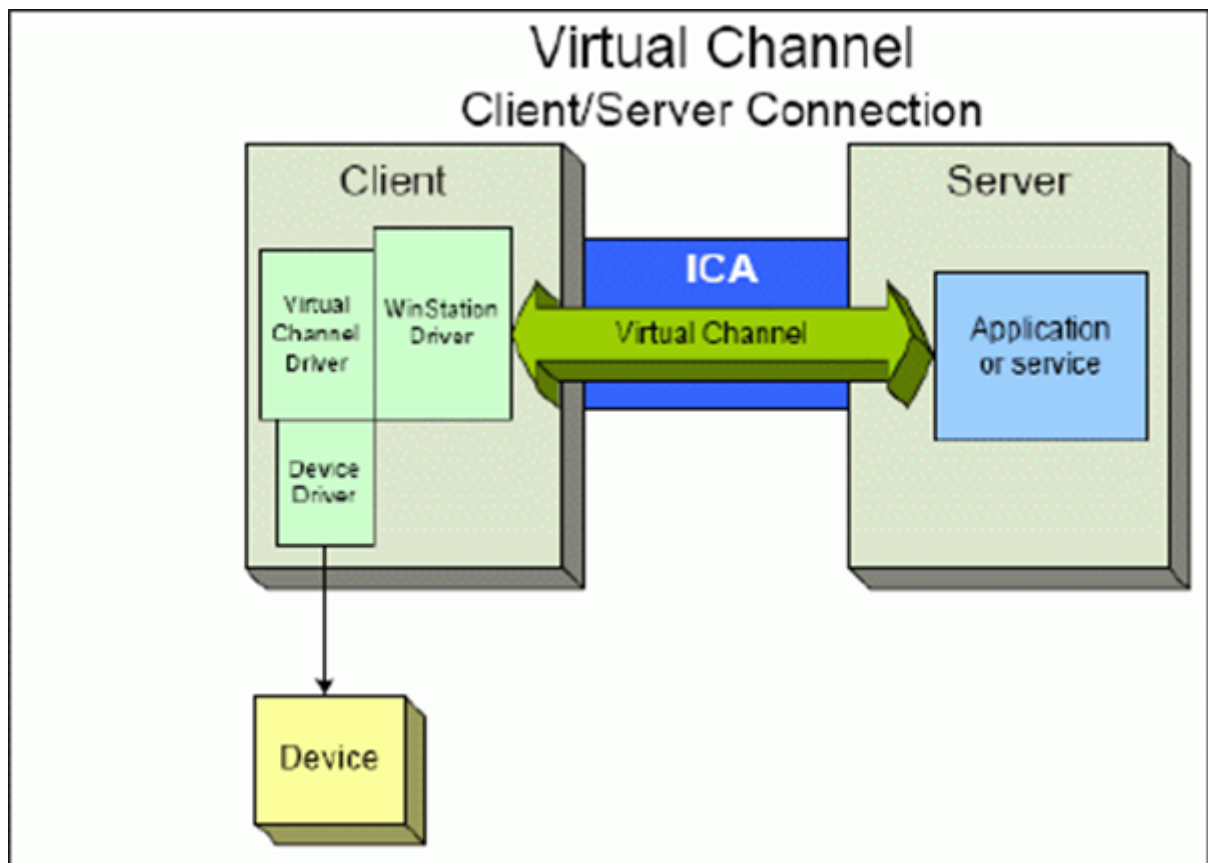 Virtual Channel
Client/Server Connection
Client
Server
ICA
Virtual
Channel
Driver
WinStation
Driver
Virtual Channel
Application
or service
Device
Driver
Device